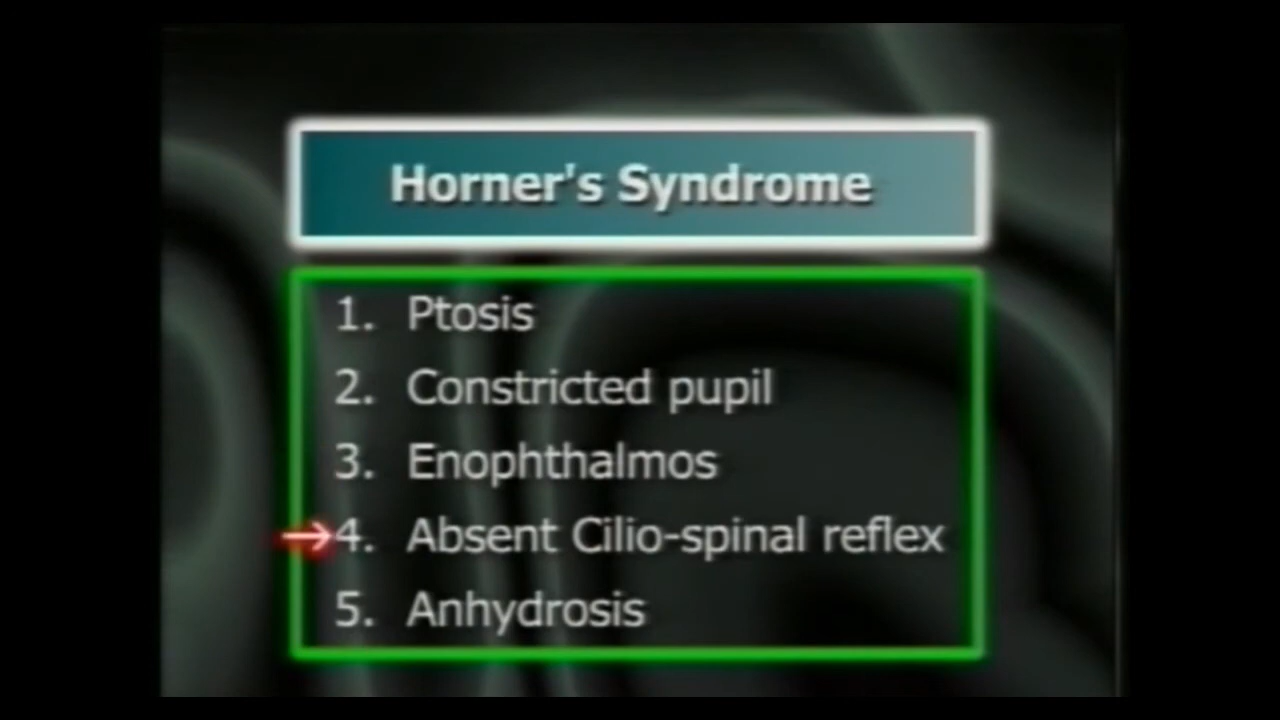 Horner's Syndrome
1. Ptosis
2. Constricted pupil
3. Enophthalmos
→4. Absent Cilio-spinal reflex
5. Anhydrosis